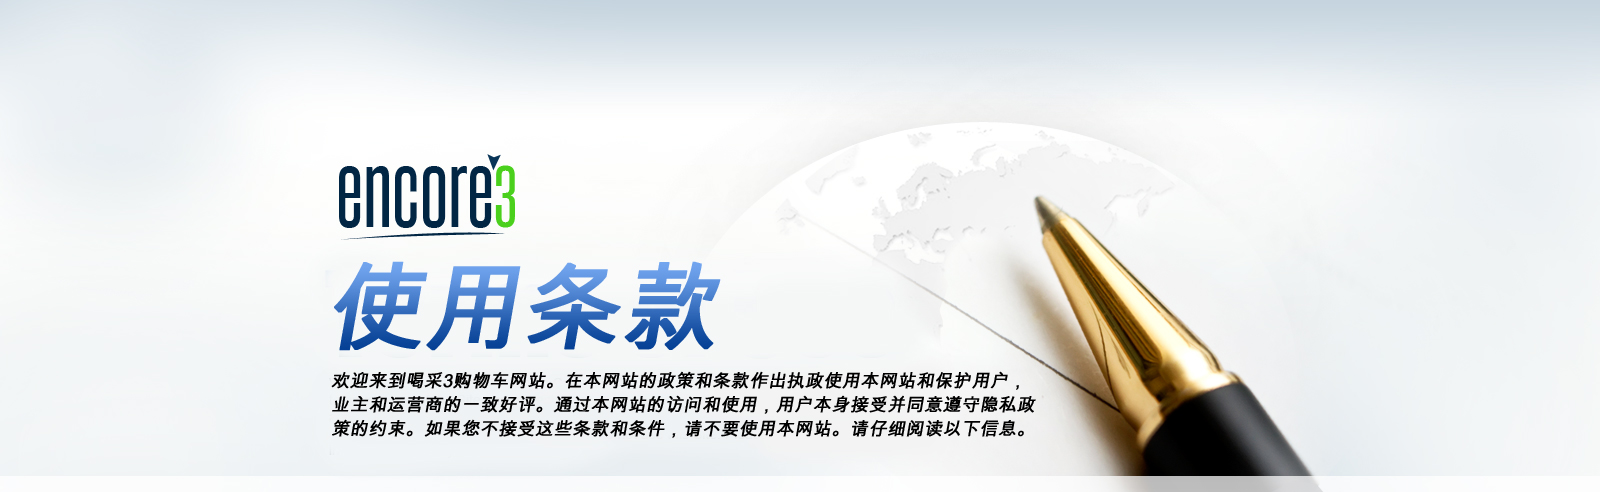 encore3
使用条款
欢迎来到喝采3购物车网站。在本网站的政策和条款作出执政使用本网站和保护用户，
业主和运营商的一致好评。通过本网站的访问和使用，用户本身接受并同意遵守隐私政
策的约束。如果您不接受这些条款和条件，请不要使用本网站。请仔细阅读以下信息。